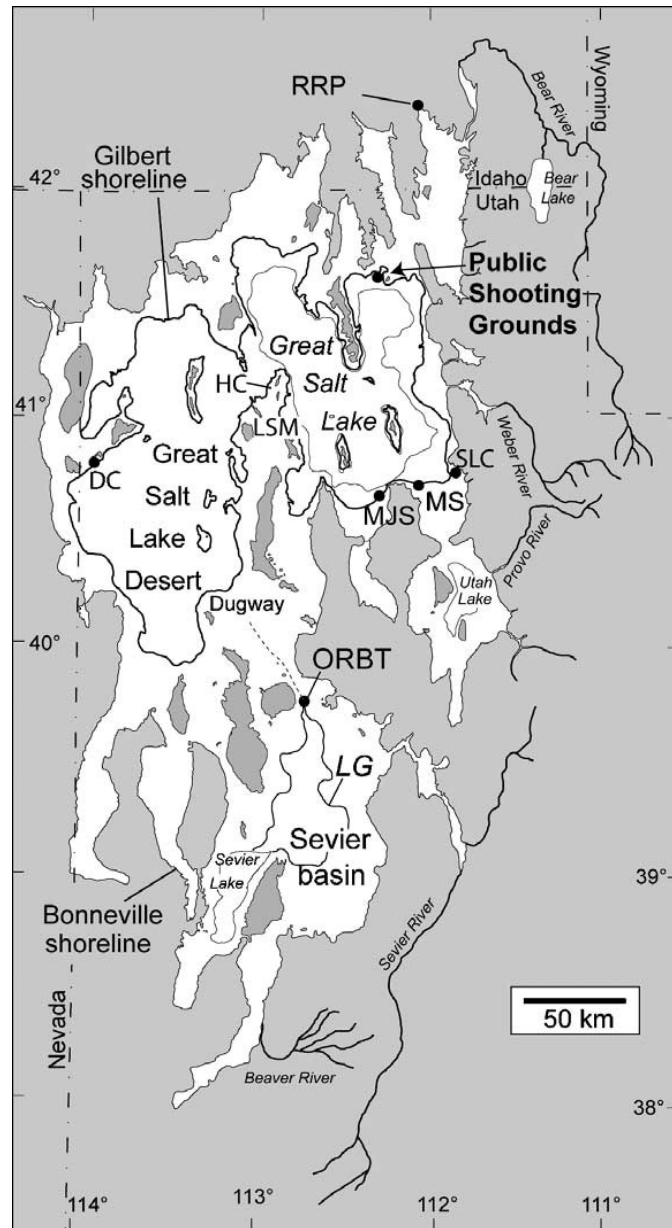 RRP
Wyoming
Bear River
Gilbert
shoreline
42°
Idaho
Utah
Bear
Lake
Public
Shooting
Grounds
Great
Salt
Lake
HC
41°
LSM
41°
Great
Salt
Lake
Desert
DC
SLC
MS
MJS
Weber River
Provo River
Utah
Lake
Dugway
40°
40°
ORBT
LG
Sevier
basin
Sevier
Lake
39°
39°
Bonneville
shoreline
Sevier River
50 km
Nevada
Beaver River
38°
114°
113°
112°
111°